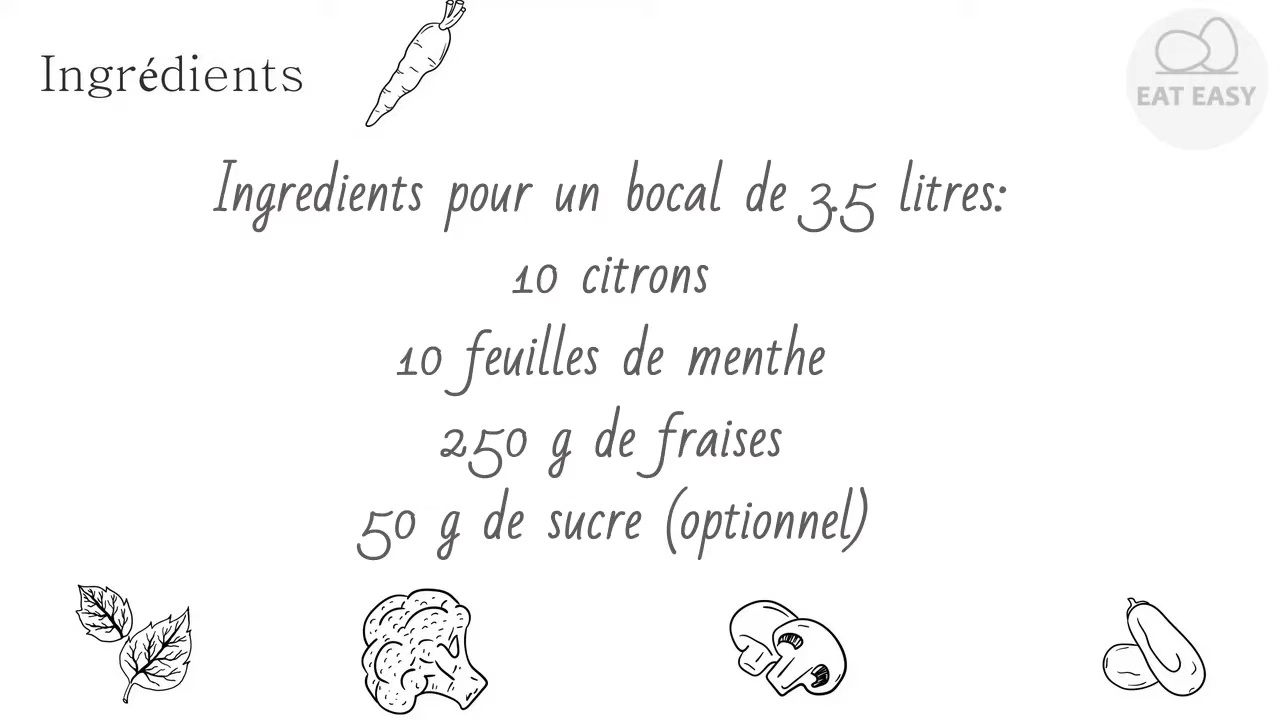 Ingrédients
EAT EASY
Ingredients pour un bocal de 3.5 litres:
10 citrons
10 feuilles de menthe
250 g de fraises
50 g de sucre (optionnel)